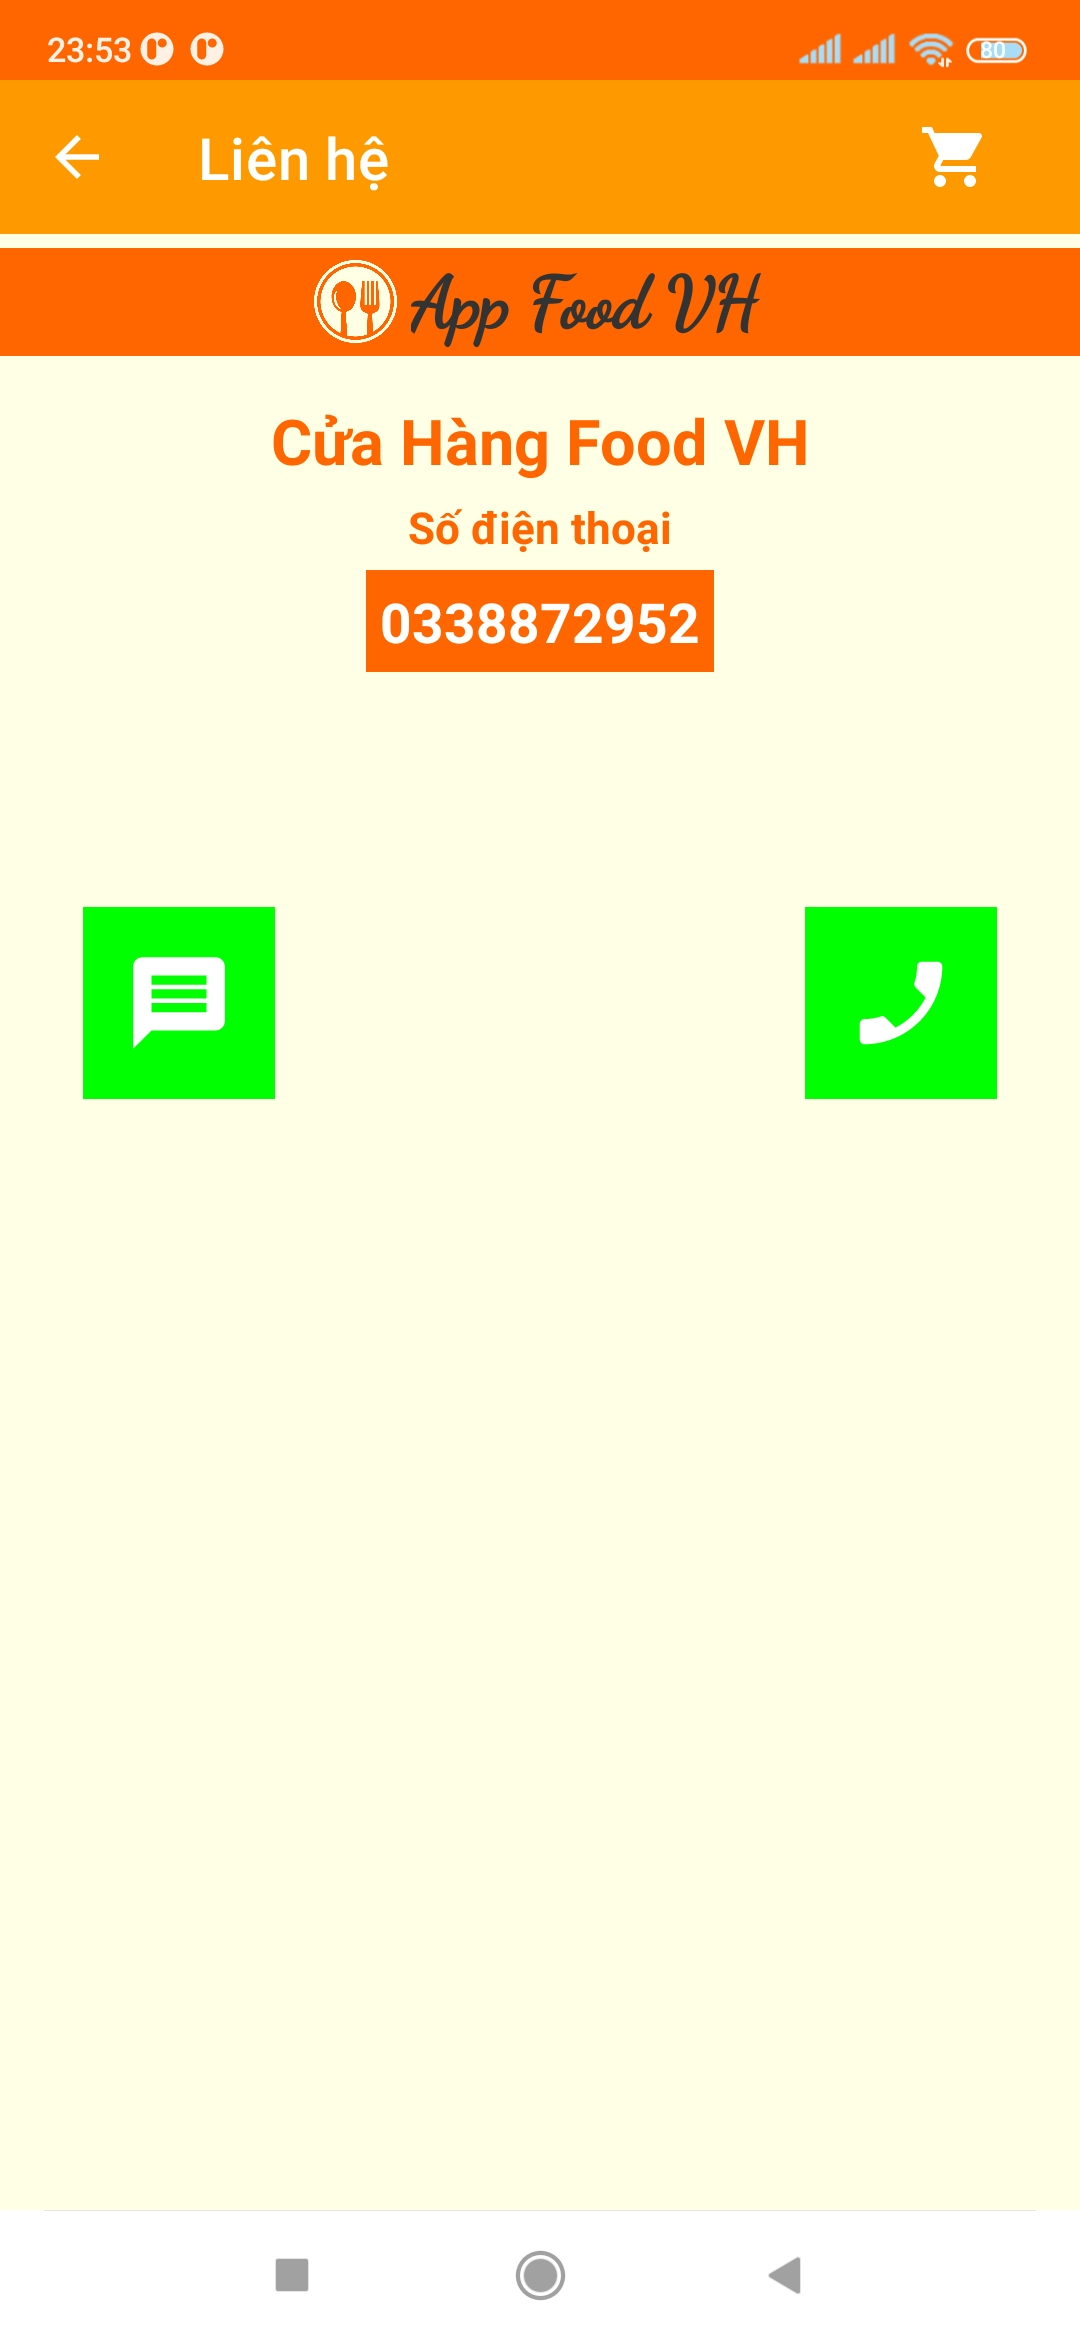 23:53
80
Liên hệ
App Food VH
Cửa Hàng Food VH
Số điện thoại
0338872952